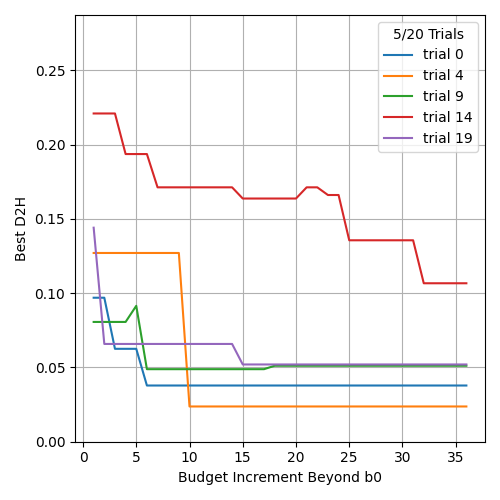 5/20 Trials
trial 0
trial 4
trial 9
trial 14
trial 19
0.25
0.20
0.15
0.10
0.05
0.00
Best D2H
0 5 10 15 20 25 30 35
Budget Increment Beyond b0